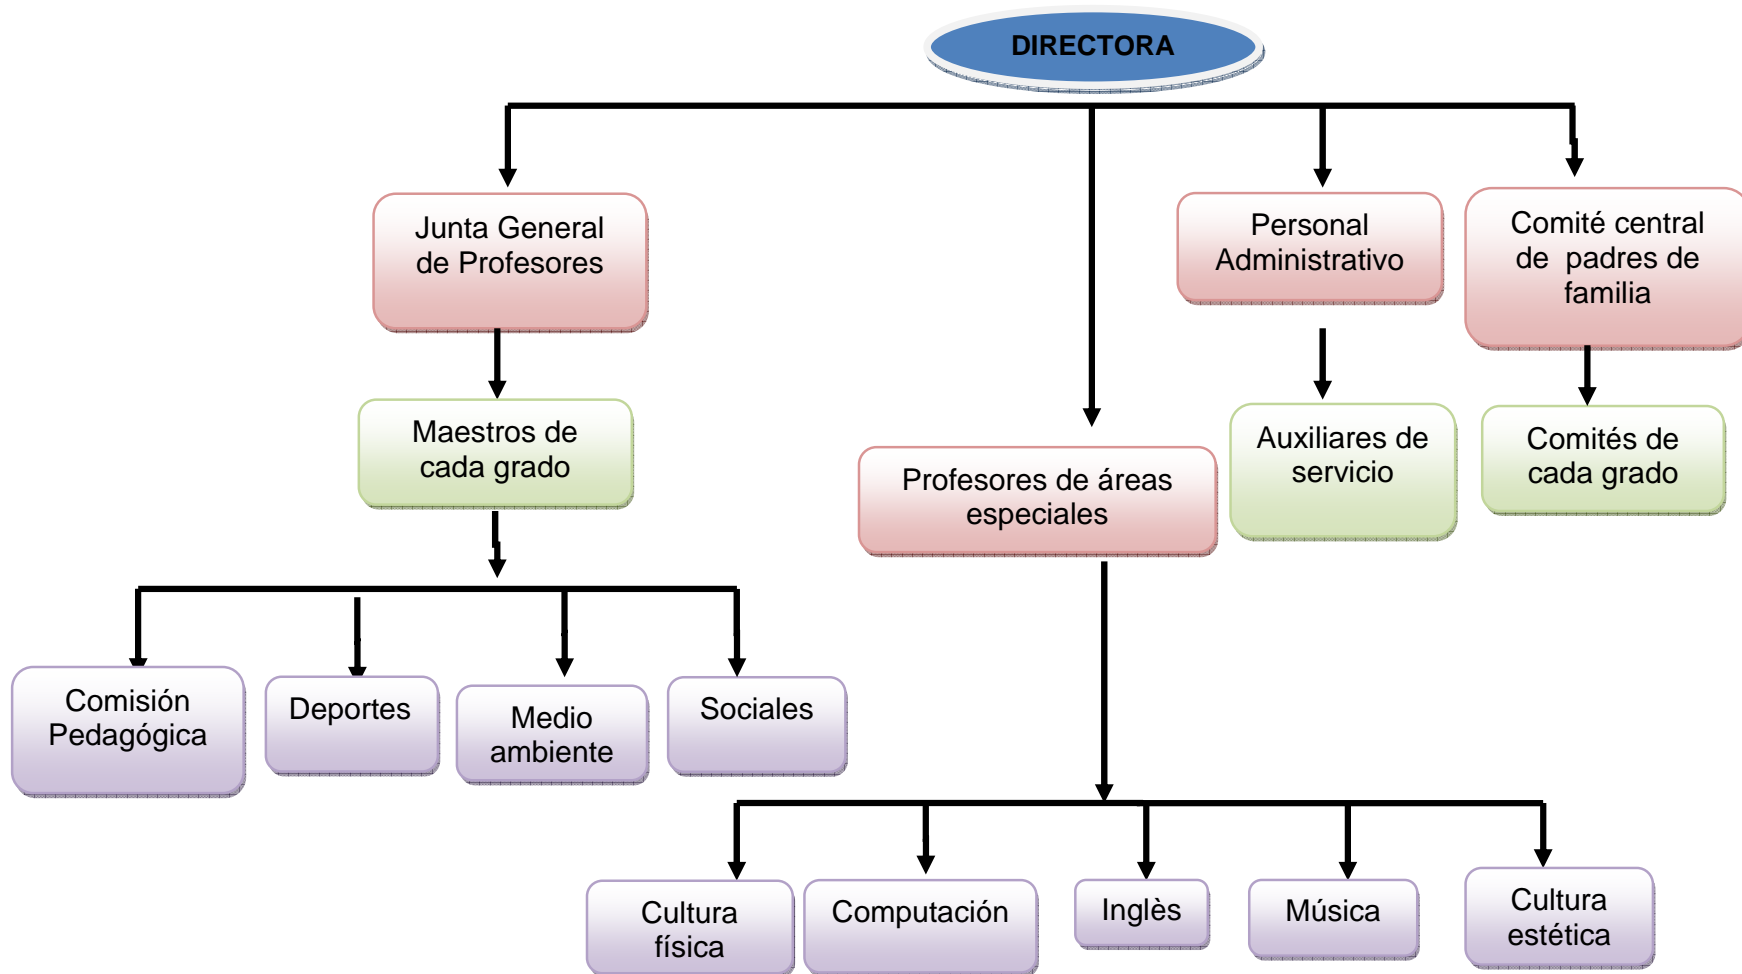 DIRECTORA
Junta General
de Profesores
Personal
Administrativo
Comité central
de padres de
familia
Maestros de
cada grado
Profesores de áreas
especiales
Auxiliares de
servicio
Comités de
cada grado
Comisión
Pedagógica
Deportes
Medio
ambiente
Sociales
Cultura
física
Computación
Inglès
Música
Cultura
estética